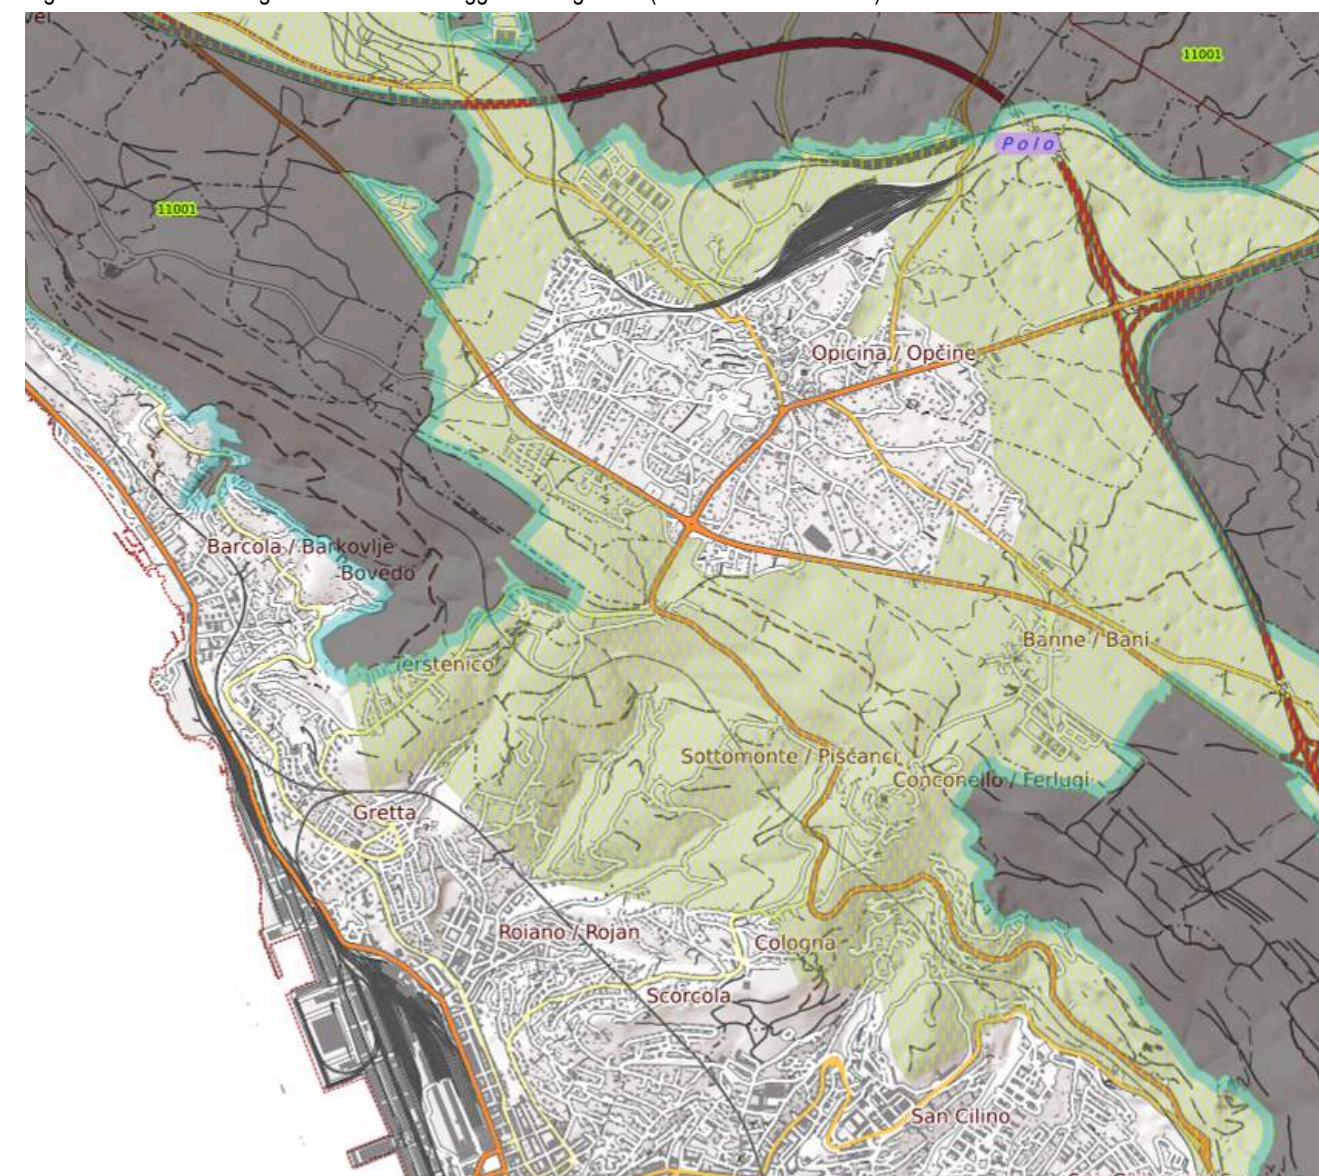 11001
Polo
11001
Opicina / Opčine
Barcola / Barkovlje
Bovedo
Banne / Bani
Terstenico
Sottomonte / Piščanci
Conconello / Ferlugi
Gretta
Roiano / Rojan
Cologna
Scorcola
San Cilino